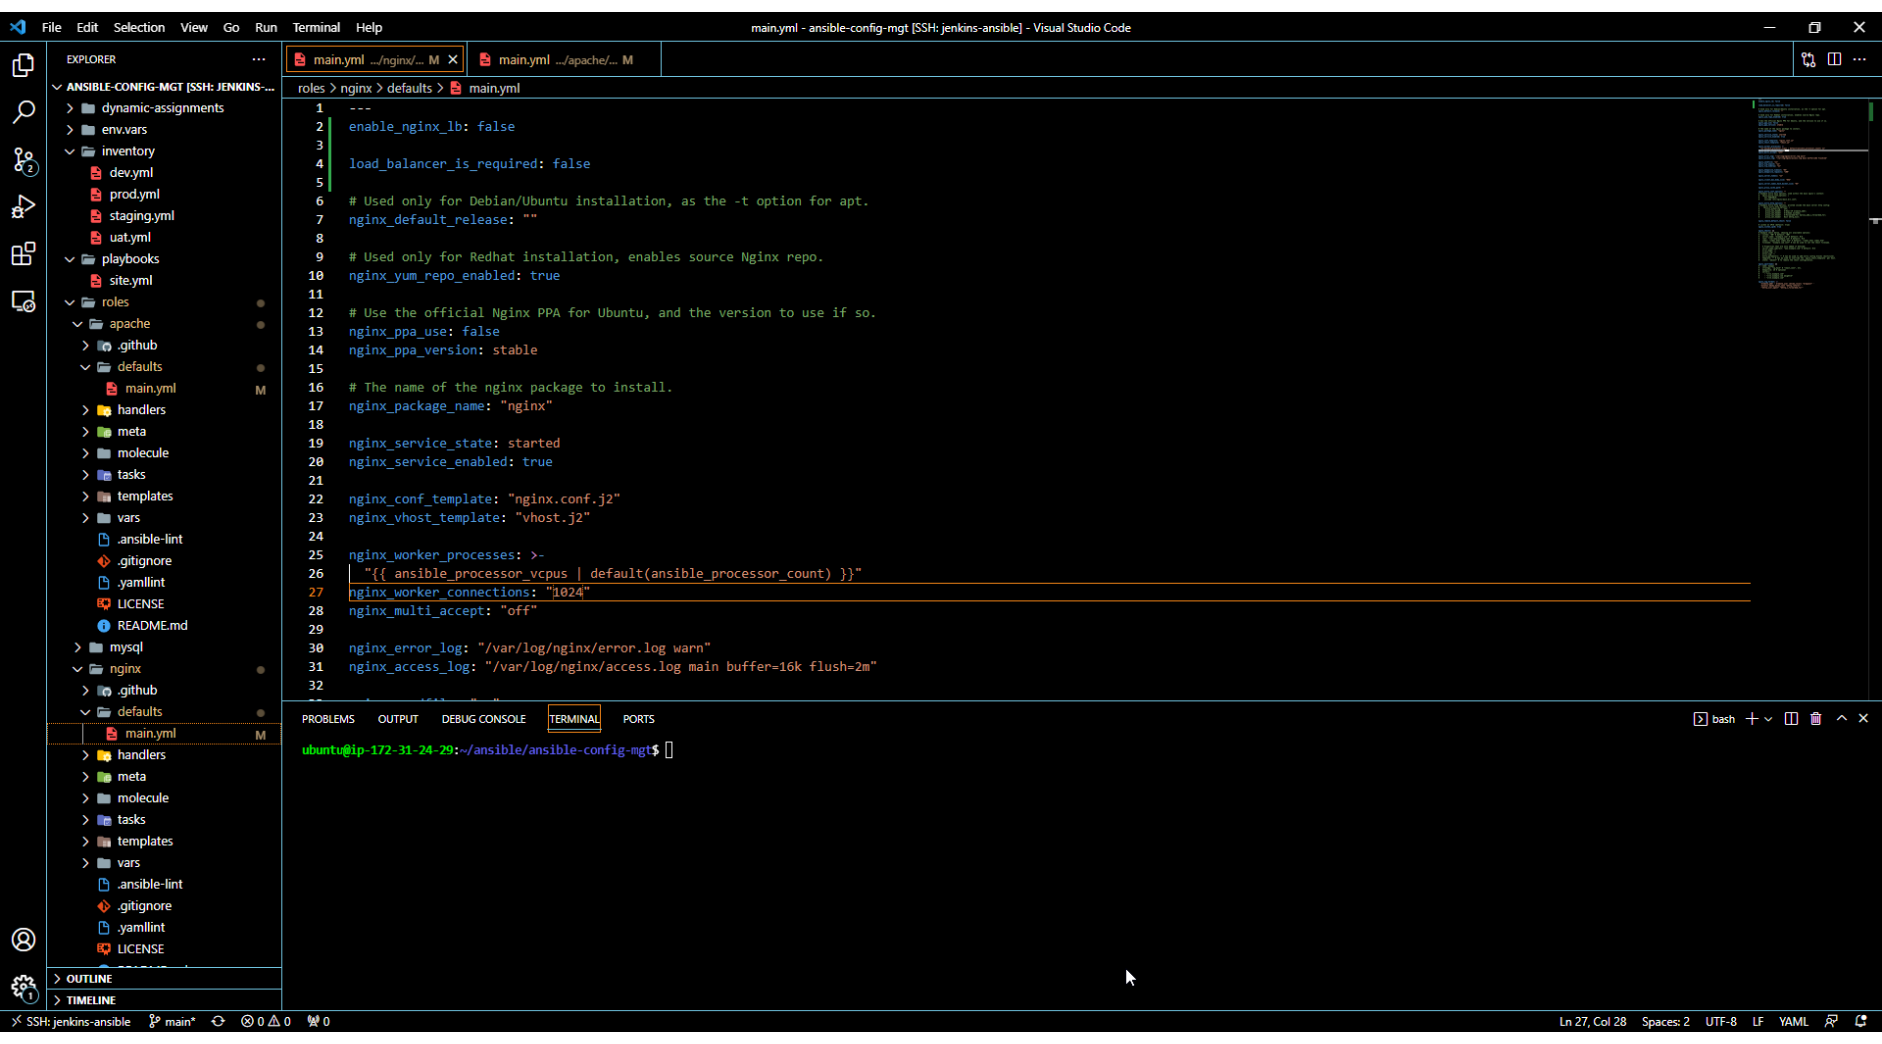 File Edit Selection View Go Run Terminal Help
main.yml - ansible-config-mgt [SSH: jenkins-ansible] - Visual Studio Code
EXPLORER
ANSIBLE-CONFIG-MGT [SSH: JENKINS-...
dynamic-assignments
env.vars
inventory
dev.yml
prod.yml
staging.yml
uat.yml
playbooks
site.yml
roles
apache
.github
defaults
main.yml M
handlers
meta
molecule
tasks
templates
vars
.ansible-lint
.gitignore
.yamllint
LICENSE
README.md
mysql
nginx
.github
defaults
main.yml M
handlers
meta
molecule
tasks
templates
vars
.ansible-lint
.gitignore
.yamllint
LICENSE
OUTLINE
TIMELINE
2
1
main.yml .../nginx/... M
main.yml .../apache/... M
roles > nginx > defaults > main.yml
1 ---
2 enable_nginx_lb: false
3
4 load_balancer_is_required: false
5
6 # Used only for Debian/Ubuntu installation, as the -t option for apt.
7 nginx_default_release: ""
8
9 # Used only for Redhat installation, enables source Nginx repo.
10 nginx_yum_repo_enabled: true
11
12 # Use the official Nginx PPA for Ubuntu, and the version to use if so.
13 nginx_ppa_use: false
14 nginx_ppa_version: stable
15
16 # The name of the nginx package to install.
17 nginx_package_name: "nginx"
18
19 nginx_service_state: started
20 nginx_service_enabled: true
21
22 nginx_conf_template: "nginx.conf.j2"
23 nginx_vhost_template: "vhost.j2"
24
25 nginx_worker_processes: >-
26 "{{ ansible_processor_vcpus | default(ansible_processor_count) }}"
27 nginx_worker_connections: "1024"
28 nginx_multi_accept: "off"
29
30 nginx_error_log: "/var/log/nginx/error.log warn"
31 nginx_access_log: "/var/log/nginx/access.log main buffer=16k flush=2m"
32
PROBLEMS OUTPUT DEBUG CONSOLE TERMINAL PORTS
bash
ubuntu@ip-172-31-24-29:~/ansible/ansible-config-mgt$
SSH: jenkins-ansible main* 0 0 0
Ln 27, Col 28 Spaces: 2 UTF-8 LF YAML